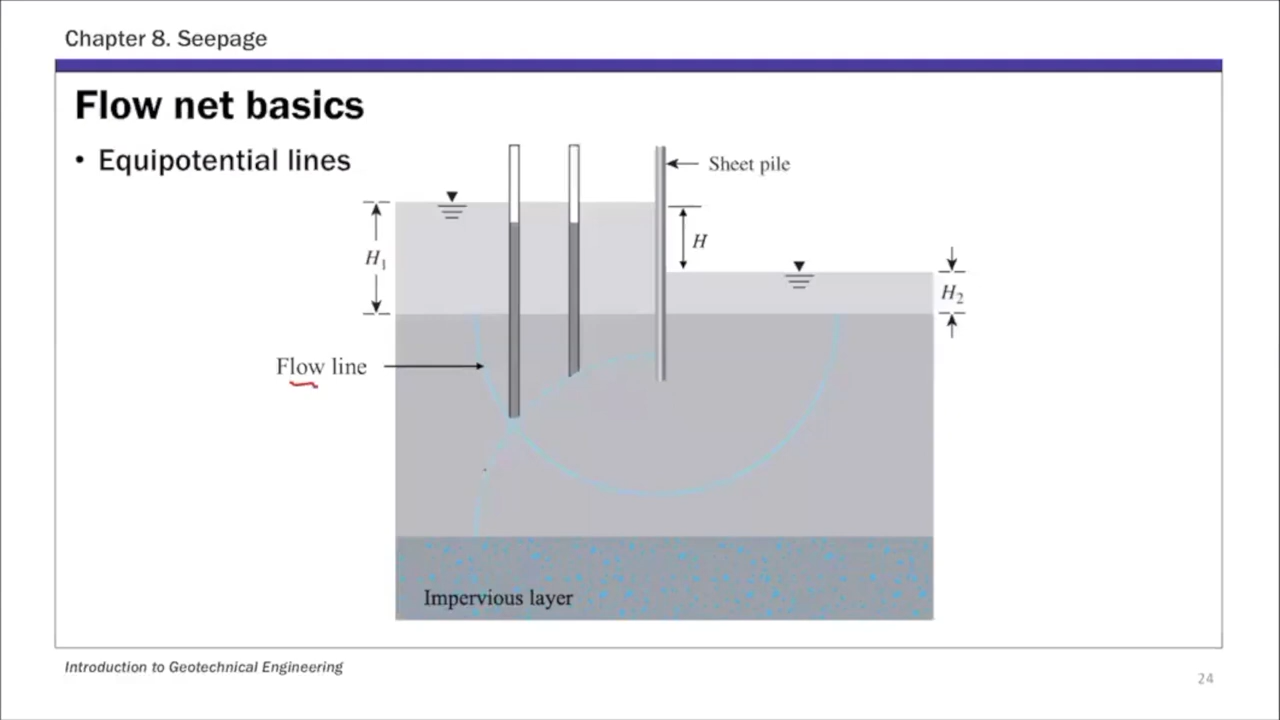 Chapter 8. Seepage
Flow net basics
• Equipotential lines
Sheet pile
H
H₁
H₂
Flow line
Impervious layer
Introduction to Geotechnical Engineering
24